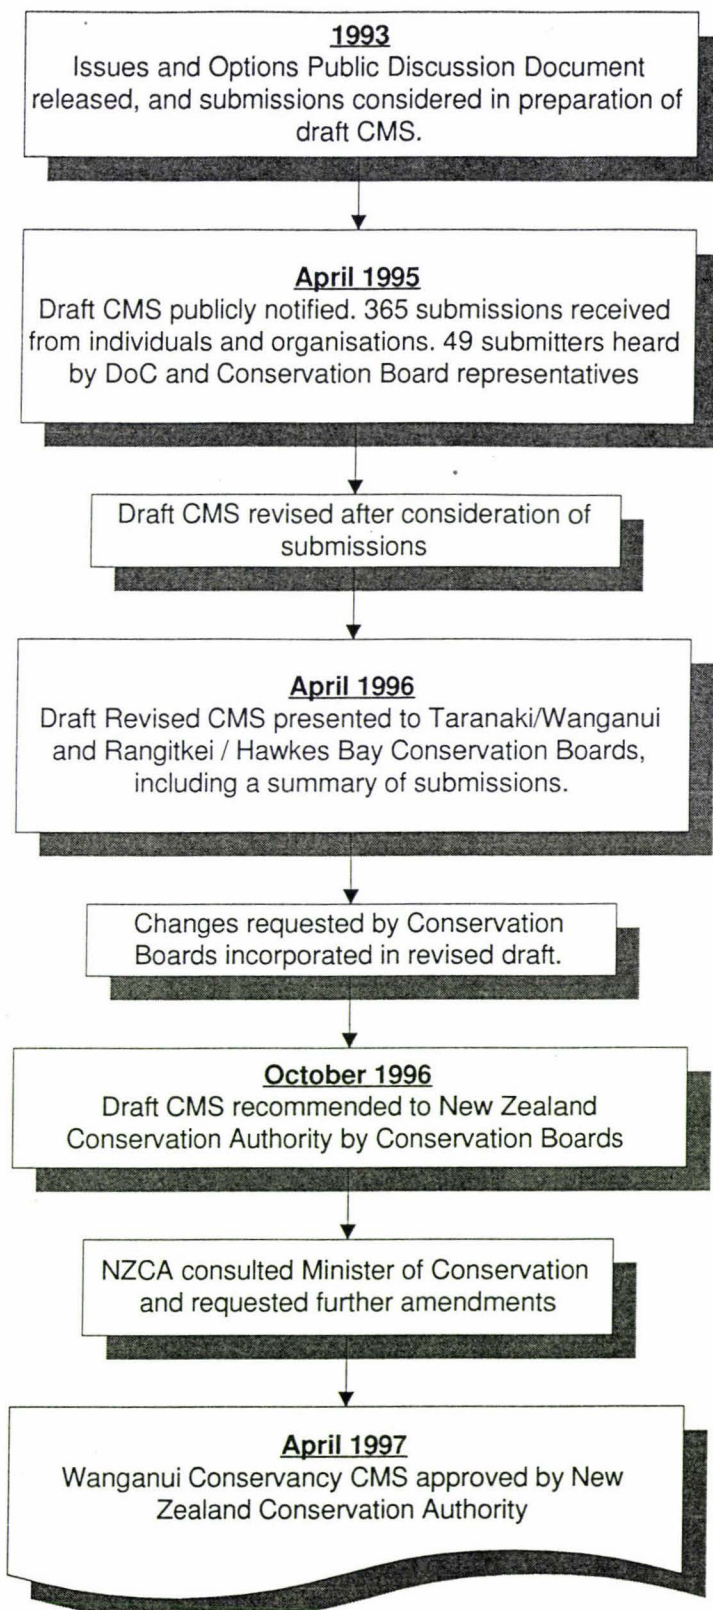 1993
Issues and Options Public Discussion Document
released, and submissions considered in preparation of
draft CMS.
April 1995
Draft CMS publicly notified. 365 submissions received
from individuals and organisations. 49 submitters heard
by DoC and Conservation Board representatives
Draft CMS revised after consideration of
submissions
April 1996
Draft Revised CMS presented to Taranaki/Wanganui
and Rangitkei / Hawkes Bay Conservation Boards,
including a summary of submissions.
Changes requested by Conservation
Boards incorporated in revised draft.
October 1996
Draft CMS recommended to New Zealand
Conservation Authority by Conservation Boards
NZCA consulted Minister of Conservation
and requested further amendments
April 1997
Wanganui Conservancy CMS approved by New
Zealand Conservation Authority